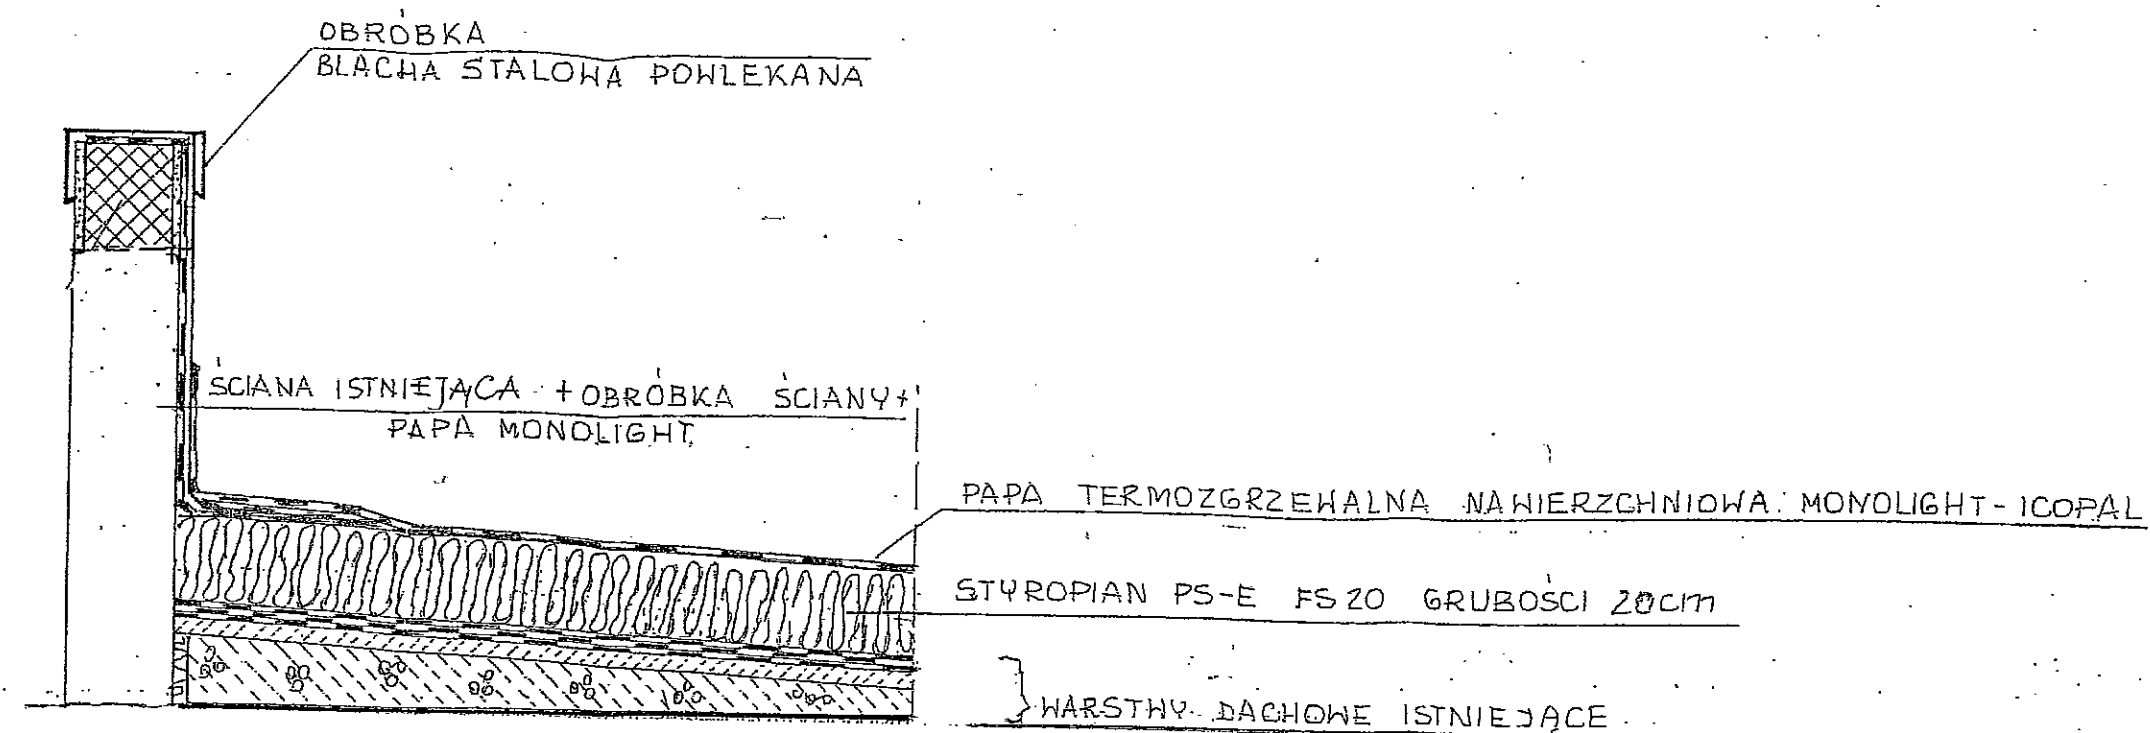 OBRÓBKA
BLACHA STALOWA POWLEKANA
ŚCIANA ISTNIEJĄCA + OBRÓBKA ŚCIANY +
PAPA MONOLIGHT
PAPA TERMOZGRZEWALNA NAWIERZCHNIOWA: MONOLIGHT - ICOPAL
STYROPIAN PS-E FS 20 GRUBOŚCI 20cm
WARSTWY DACHOWE ISTNIEJĄCE